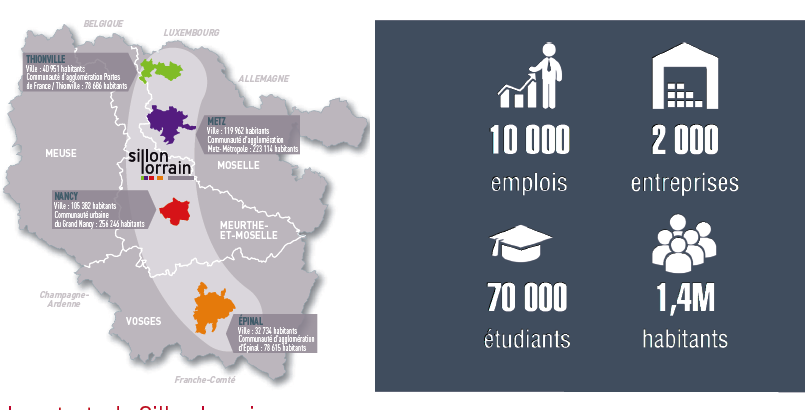 BELGIQUE
LUXEMBOURG
ALLEMAGNE
THIONVILLE
Ville : 40 951 habitants
Communauté d'agglomération Portes
de France / Thionville : 78 686 habitants
METZ
Ville : 119 962 habitants
Communauté d'agglomération
Metz-Métropole : 223 114 habitants
MEUSE
sillon
lorrain
MOSELLE
NANCY
Ville : 105 382 habitants
Communauté urbaine
du Grand Nancy : 256 246 habitants
MEURTHE-
ET-MOSELLE
Champagne-
Ardenne
VOSGES
ÉPINAL
Ville : 32 734 habitants
Communauté d'agglomération
d'Epinal : 78 615 habitants
Franche-Comté
10 000
emplois
2 000
entreprises
70 000
étudiants
1,4M
habitants